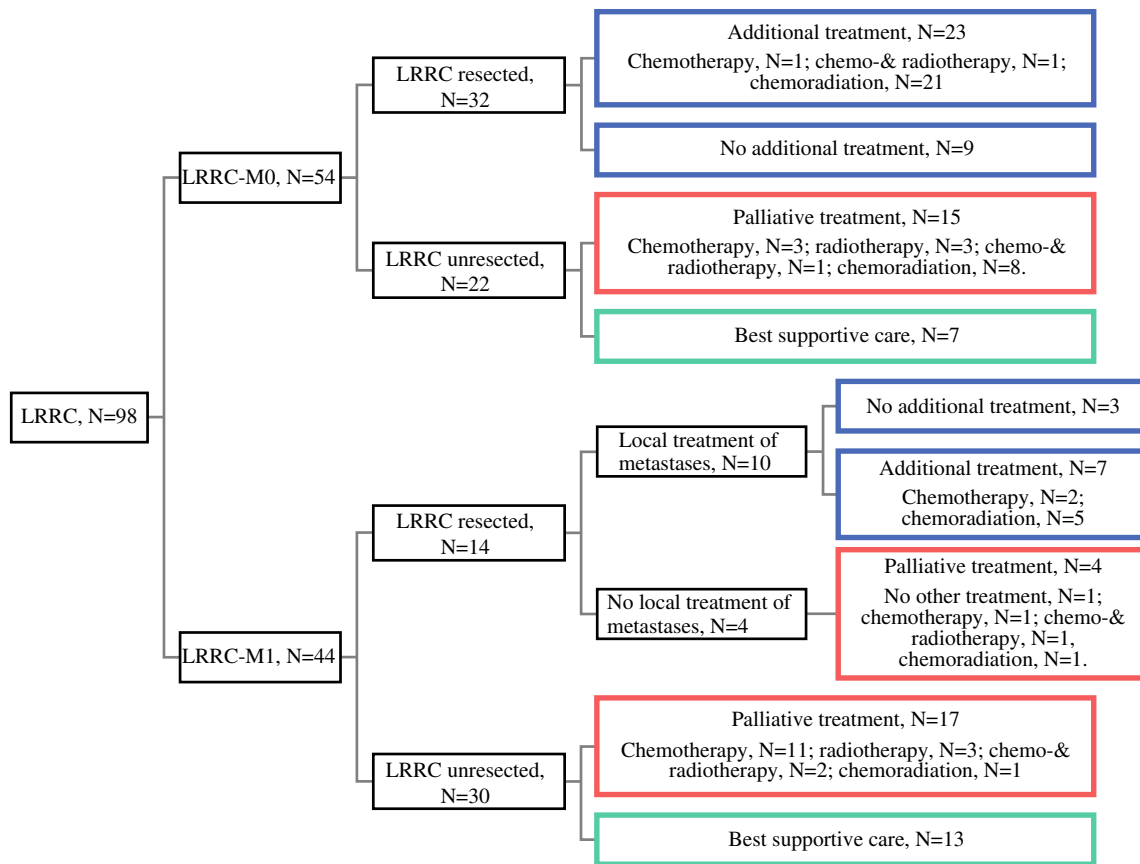 LRRC, N=98
LRRC-M0, N=54
LRRC resected,
N=32
Additional treatment, N=23
Chemotherapy, N=1; chemo-& radiotherapy, N=1;
chemoradiation, N=21
No additional treatment, N=9
LRRC unresected,
N=22
Palliative treatment, N=15
Chemotherapy, N=3; radiotherapy, N=3; chemo-&
radiotherapy, N=1; chemoradiation, N=8.
Best supportive care, N=7
LRRC-M1, N=44
LRRC resected,
N=14
Local treatment of
metastases, N=10
No additional treatment, N=3
Additional treatment, N=7
Chemotherapy, N=2;
chemoradiation, N=5
No local treatment of
metastases, N=4
Palliative treatment, N=4
No other treatment, N=1;
chemotherapy, N=1; chemo-&
radiotherapy, N=1,
chemoradiation, N=1.
LRRC unresected,
N=30
Palliative treatment, N=17
Chemotherapy, N=11; radiotherapy, N=3; chemo-&
radiotherapy, N=2; chemoradiation, N=1
Best supportive care, N=13